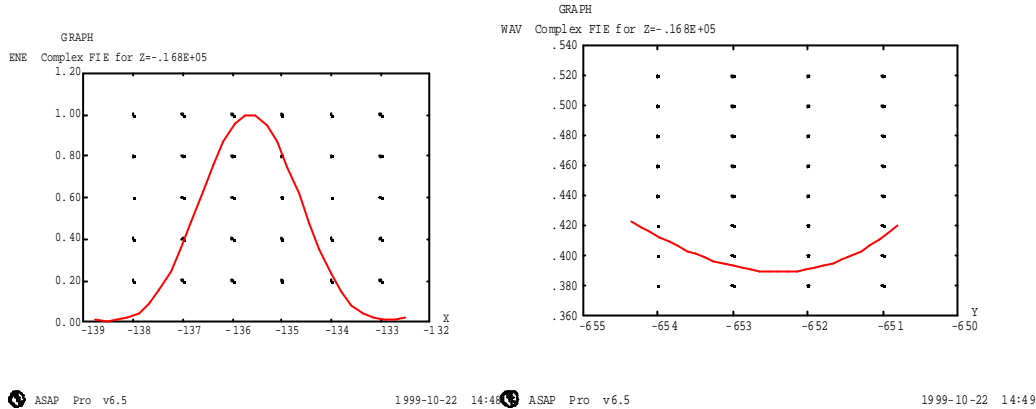 GRAPH
ENE Complex FIE for Z=-.168E+05
1.20
1.00
0.80
0.60
0.40
0.20
0.00
-139 -138 -137 -136 -135 -134 -133 -132
X
ASAP Pro v6.5 1999-10-22 14:48
GRAPH
WAV Complex FIE for Z=-.168E+05
.540
.520
.500
.480
.460
.440
.420
.400
.380
.360
-655 -654 -653 -652 -651 -650
Y
ASAP Pro v6.5 1999-10-22 14:49